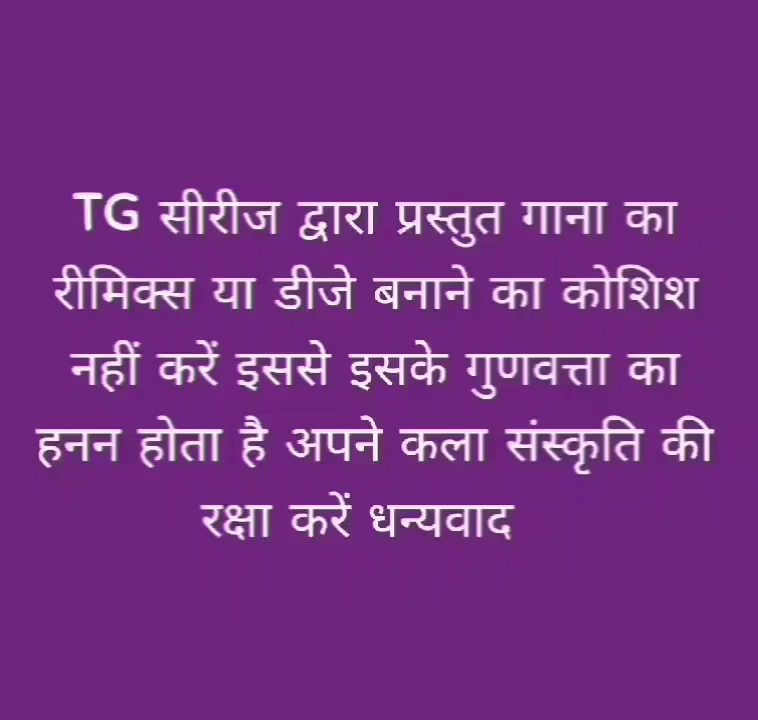 TG सीरीज द्वारा प्रस्तुत गाना का
रीमिक्स या डीजे बनाने का कोशिश
नहीं करें इससे इसके गुणवत्ता का
हनन होता है अपने कला संस्कृति की
रक्षा करें धन्यवाद